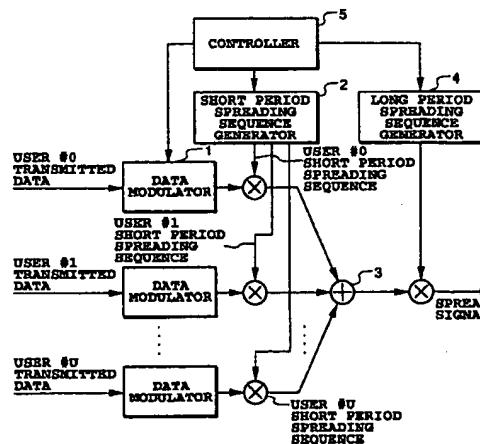 5
CONTROLLER
2
4
SHORT PERIOD
SPREADING
SEQUENCE
GENERATOR
LONG PERIOD
SPREADING
SEQUENCE
GENERATOR
USER #0
TRANSMITTED
DATA
1
DATA
MODULATOR
USER #0
SHORT PERIOD
SPREADING
SEQUENCE
USER #1
SHORT PERIOD
SPREADING
SEQUENCE
USER #1
TRANSMITTED
DATA
DATA
MODULATOR
3
SPREA
SIGNA
USER #U
TRANSMITTED
DATA
DATA
MODULATOR
USER #U
SHORT PERIOD
SPREADING
SEQUENCE